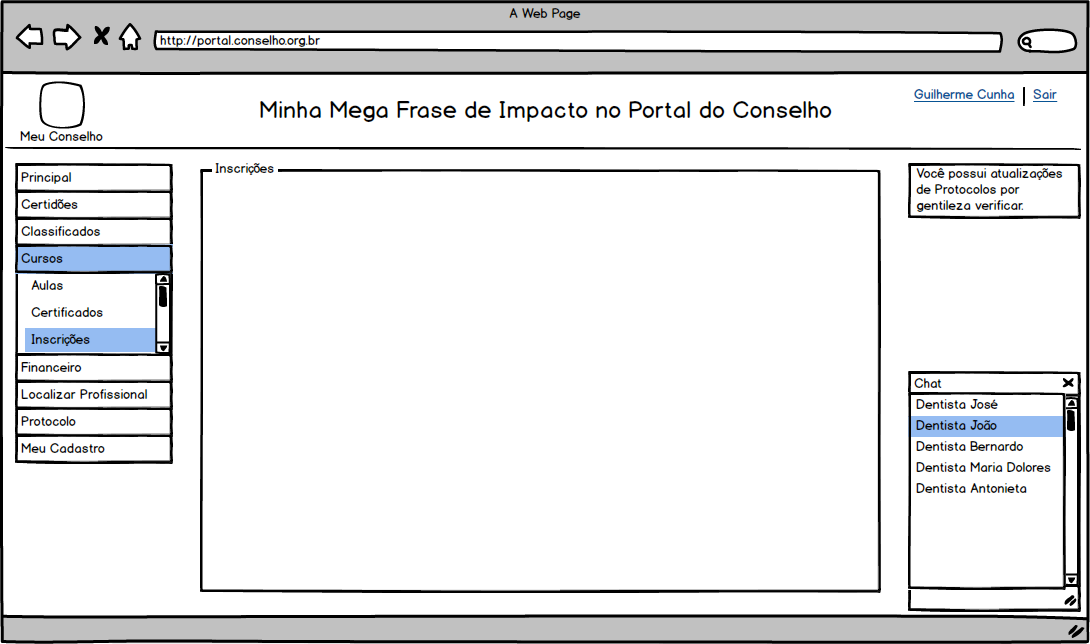 A Web Page
http://portal.conselho.org.br
Meu Conselho
Minha Mega Frase de Impacto no Portal do Conselho
Guilherme Cunha | Sair
Principal
Certidões
Classificados
Cursos
Aulas
Certificados
Inscrições
Financeiro
Localizar Profissional
Protocolo
Meu Cadastro
Inscrições
Você possui atualizações
de Protocolos por
gentileza verificar.
Chat
Dentista José
Dentista João
Dentista Bernardo
Dentista Maria Dolores
Dentista Antonieta